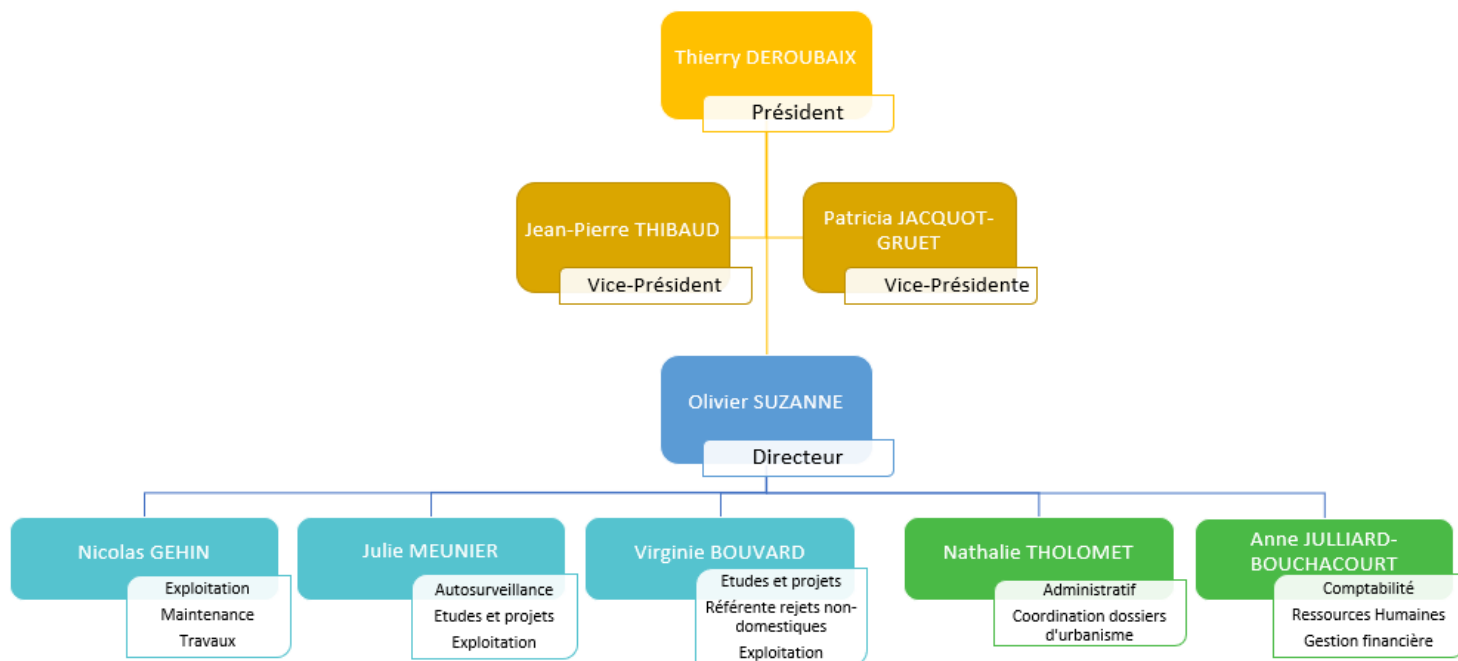 Thierry DEROUBAIX
Président
Jean-Pierre THIBAUD
Vice-Président
Patricia JACQUOT-
GRUET
Vice-Présidente
Olivier SUZANNE
Directeur
Nicolas GEHIN
Exploitation
Maintenance
Travaux
Julie MEUNIER
Autosurveillance
Etudes et projets
Exploitation
Virginie BOUVARD
Etudes et projets
Référente rejets non-
domestiques
Exploitation
Nathalie THOLOMET
Administratif
Coordination dossiers
d'urbanisme
Anne JULLIARD-
BOUCHACOURT
Comptabilité
Ressources Humaines
Gestion financière